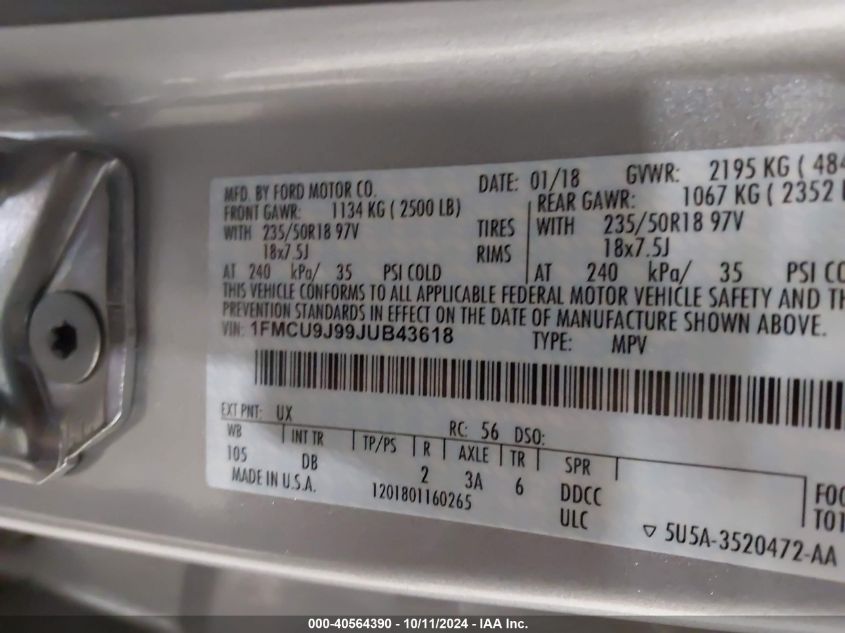 MFD. BY FORD MOTOR CO. DATE: 01/18 GVWR: 2195 KG ( 484
FRONT GAWR: 1134 KG ( 2500 LB) REAR GAWR: 1067 KG ( 2352 L
WITH 235/50R18 97V TIRES WITH 235/50R18 97V
18x7.5J RIMS 18x7.5J
AT 240 kPa/ 35 PSI COLD AT 240 kPa/ 35 PSI CO
THIS VEHICLE CONFORMS TO ALL APPLICABLE FEDERAL MOTOR VEHICLE SAFETY AND TH
PREVENTION STANDARDS IN EFFECT ON THE DATE OF MANUFACTURE SHOWN ABOVE.
VIN: 1FMCU9J99JUB43618 TYPE: MPV
EXT PNT: UX RC: 56 DSO:
WB INT TR TP/PS R AXLE TR SPR
105 DB 2 3A 6 DDCC
MADE IN U.S.A. 1201801160265 ULC
FOC
T01
▽ 5U5A-3520472-AA
000-40564390 - 10/11/2024 - IAA Inc.